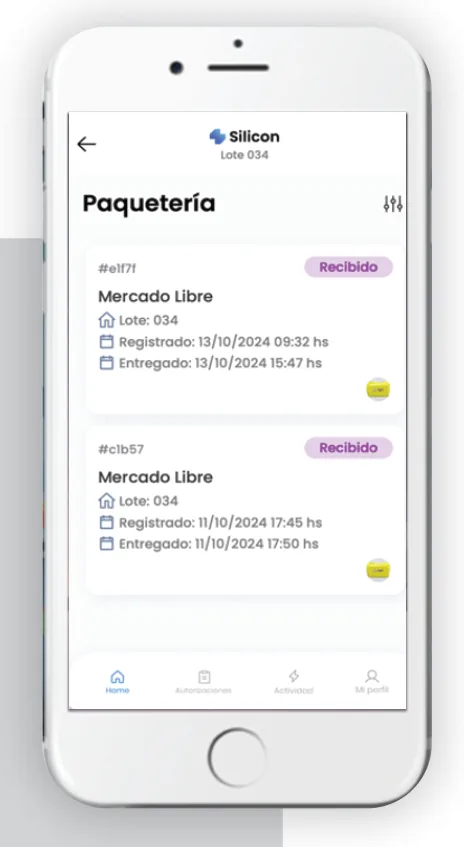 Silicon
Lote 034
Paquetería
#e1f7f
Recibido
Mercado Libre
Lote: 034
Registrado: 13/10/2024 09:32 hs
Entregado: 13/10/2024 15:47 hs
#c1b57
Recibido
Mercado Libre
Lote: 034
Registrado: 11/10/2024 17:45 hs
Entregado: 11/10/2024 17:50 hs
Home
Autorizaciones
Actividad
Mi perfil